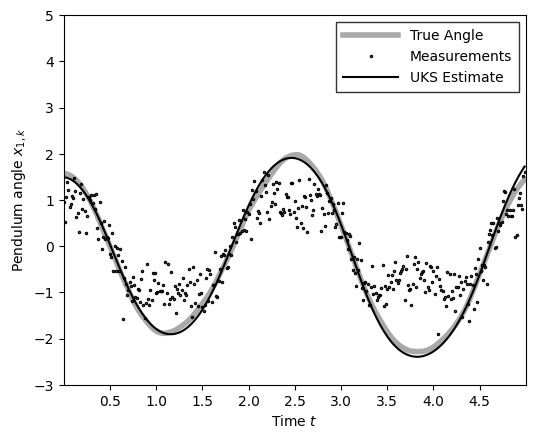 5
4
3
2
1
0
−1
−2
−3
Pendulum angle x₁,ₖ
True Angle
Measurements
UKS Estimate
0.5 1.0 1.5 2.0 2.5 3.0 3.5 4.0 4.5
Time t